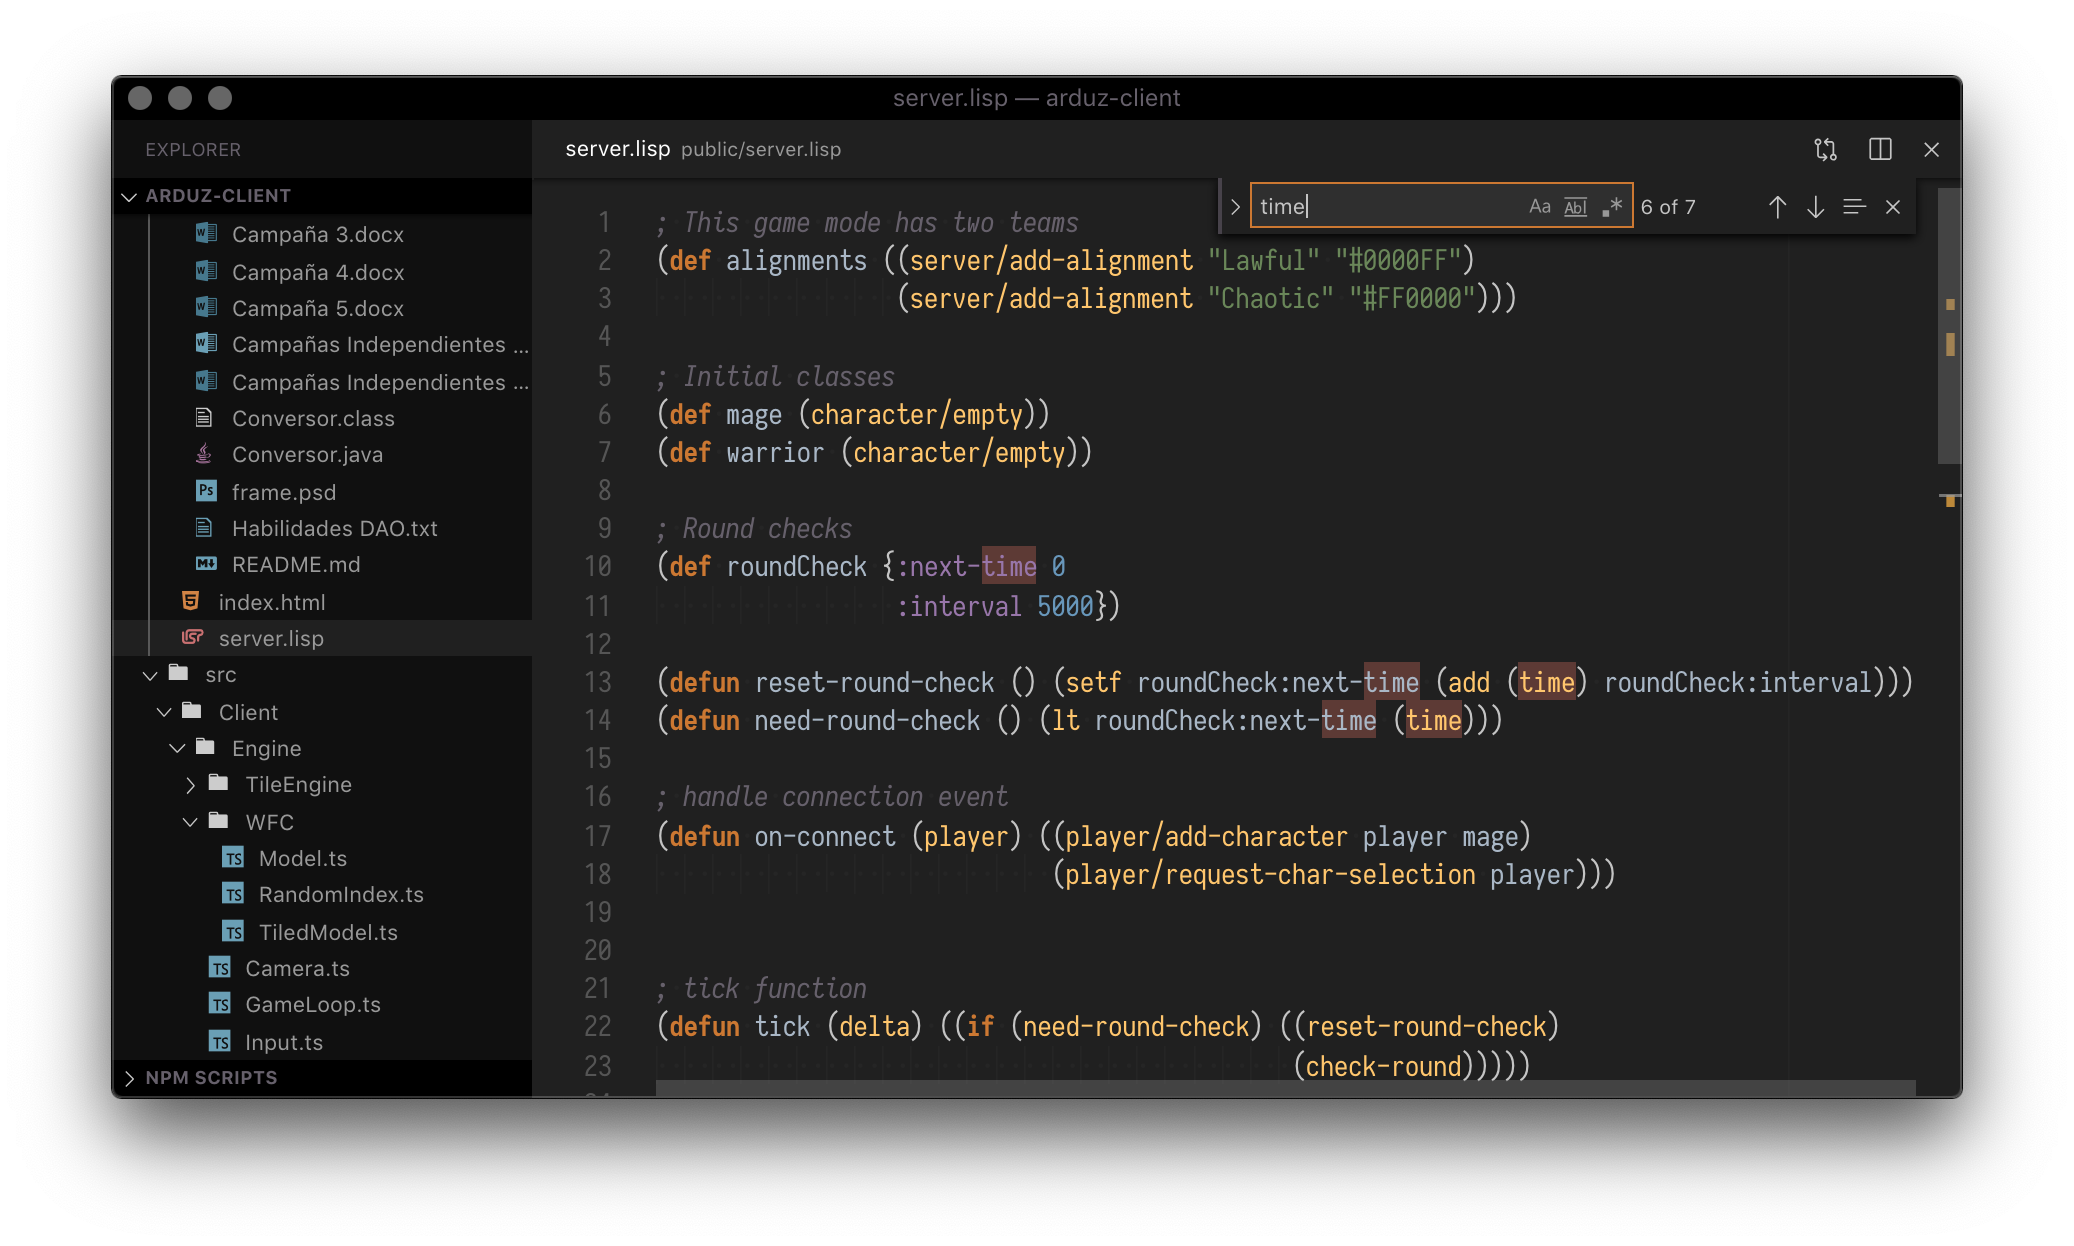 server.lisp — arduz-client
EXPLORER
ARDUZ-CLIENT
Campaña 3.docx
Campaña 4.docx
Campaña 5.docx
Campañas Independientes ...
Campañas Independientes ...
Conversor.class
Conversor.java
Ps frame.psd
Habilidades DAO.txt
README.md
index.html
server.lisp
src
Client
Engine
TileEngine
WFC
TS Model.ts
TS RandomIndex.ts
TS TiledModel.ts
TS Camera.ts
TS GameLoop.ts
TS Input.ts
NPM SCRIPTS
server.lisp public/server.lisp
time Aa Abl .* 6 of 7
1 ; This game mode has two teams
2 (def alignments ((server/add-alignment "Lawful" "#0000FF")
3 (server/add-alignment "Chaotic" "#FF0000")))
4
5 ; Initial classes
6 (def mage (character/empty))
7 (def warrior (character/empty))
8
9 ; Round checks
10 (def roundCheck {:next-time 0
11 :interval 5000})
12
13 (defun reset-round-check () (setf roundCheck:next-time (add (time) roundCheck:interval)))
14 (defun need-round-check () (lt roundCheck:next-time (time)))
15
16 ; handle connection event
17 (defun on-connect (player) ((player/add-character player mage)
18 (player/request-char-selection player)))
19
20
21 ; tick function
22 (defun tick (delta) ((if (need-round-check) ((reset-round-check)
23 (check-round)))))